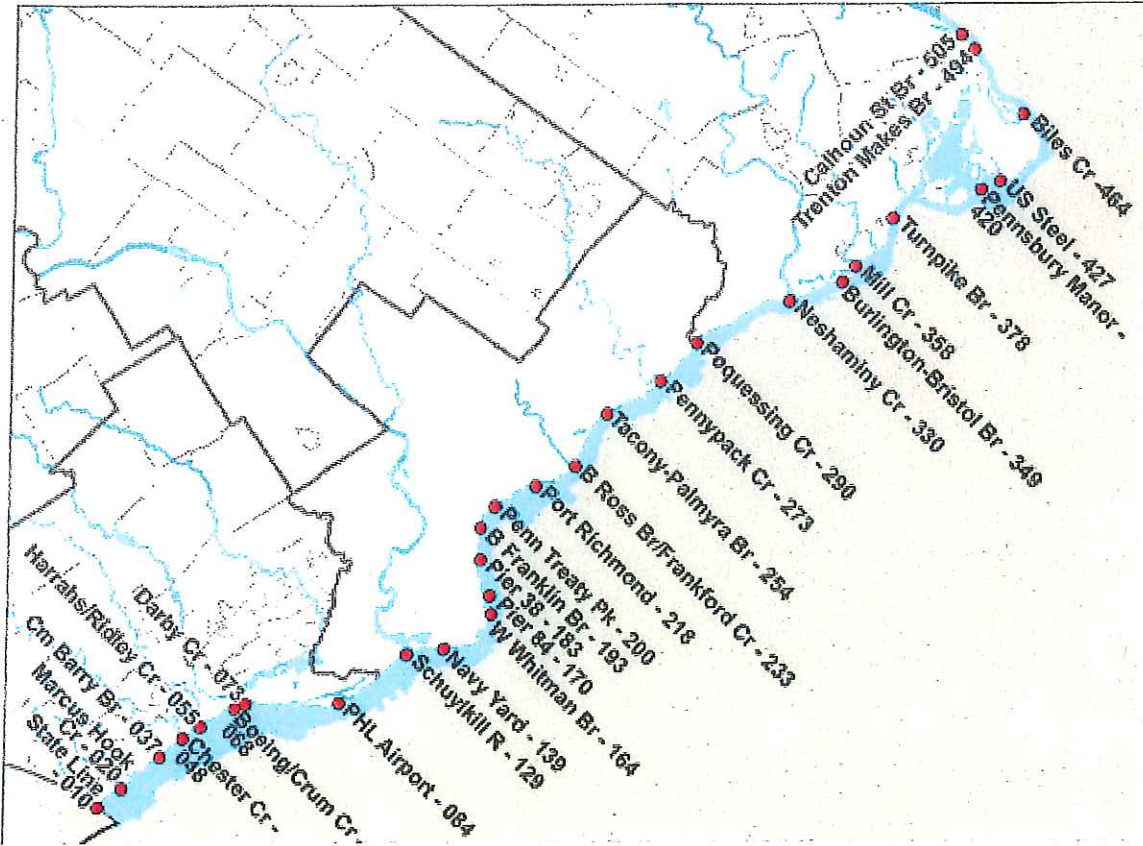 Calhoun St Br - 505
Trenton Makes Br - 494
Biles Cr -464
US Steel - 427
Pennsbury Manor -
420
Turnpike Br - 378
Mill Cr - 358
Burlington-Bristol Br - 349
Neshaminy Cr - 330
Poquessing Cr - 290
Pennypack Cr - 273
Tacony-Palmyra Br - 254
B Ross Br/Frankford Cr - 233
Port Richmond - 218
Penn Treaty Pk - 200
B Franklin Br - 193
Pier 38 - 183
Pier 84 - 170
W Whitman Br - 164
Navy Yard - 139
Schuylkill R - 129
PHL Airport - 084
Darby Cr - 073
Boeing/Crum Cr -
068
Harrahs/Ridley Cr - 055
Chester Cr -
048
Cm Barry Br - 037
Marcus Hook
Cr - 020
State Line
- 010